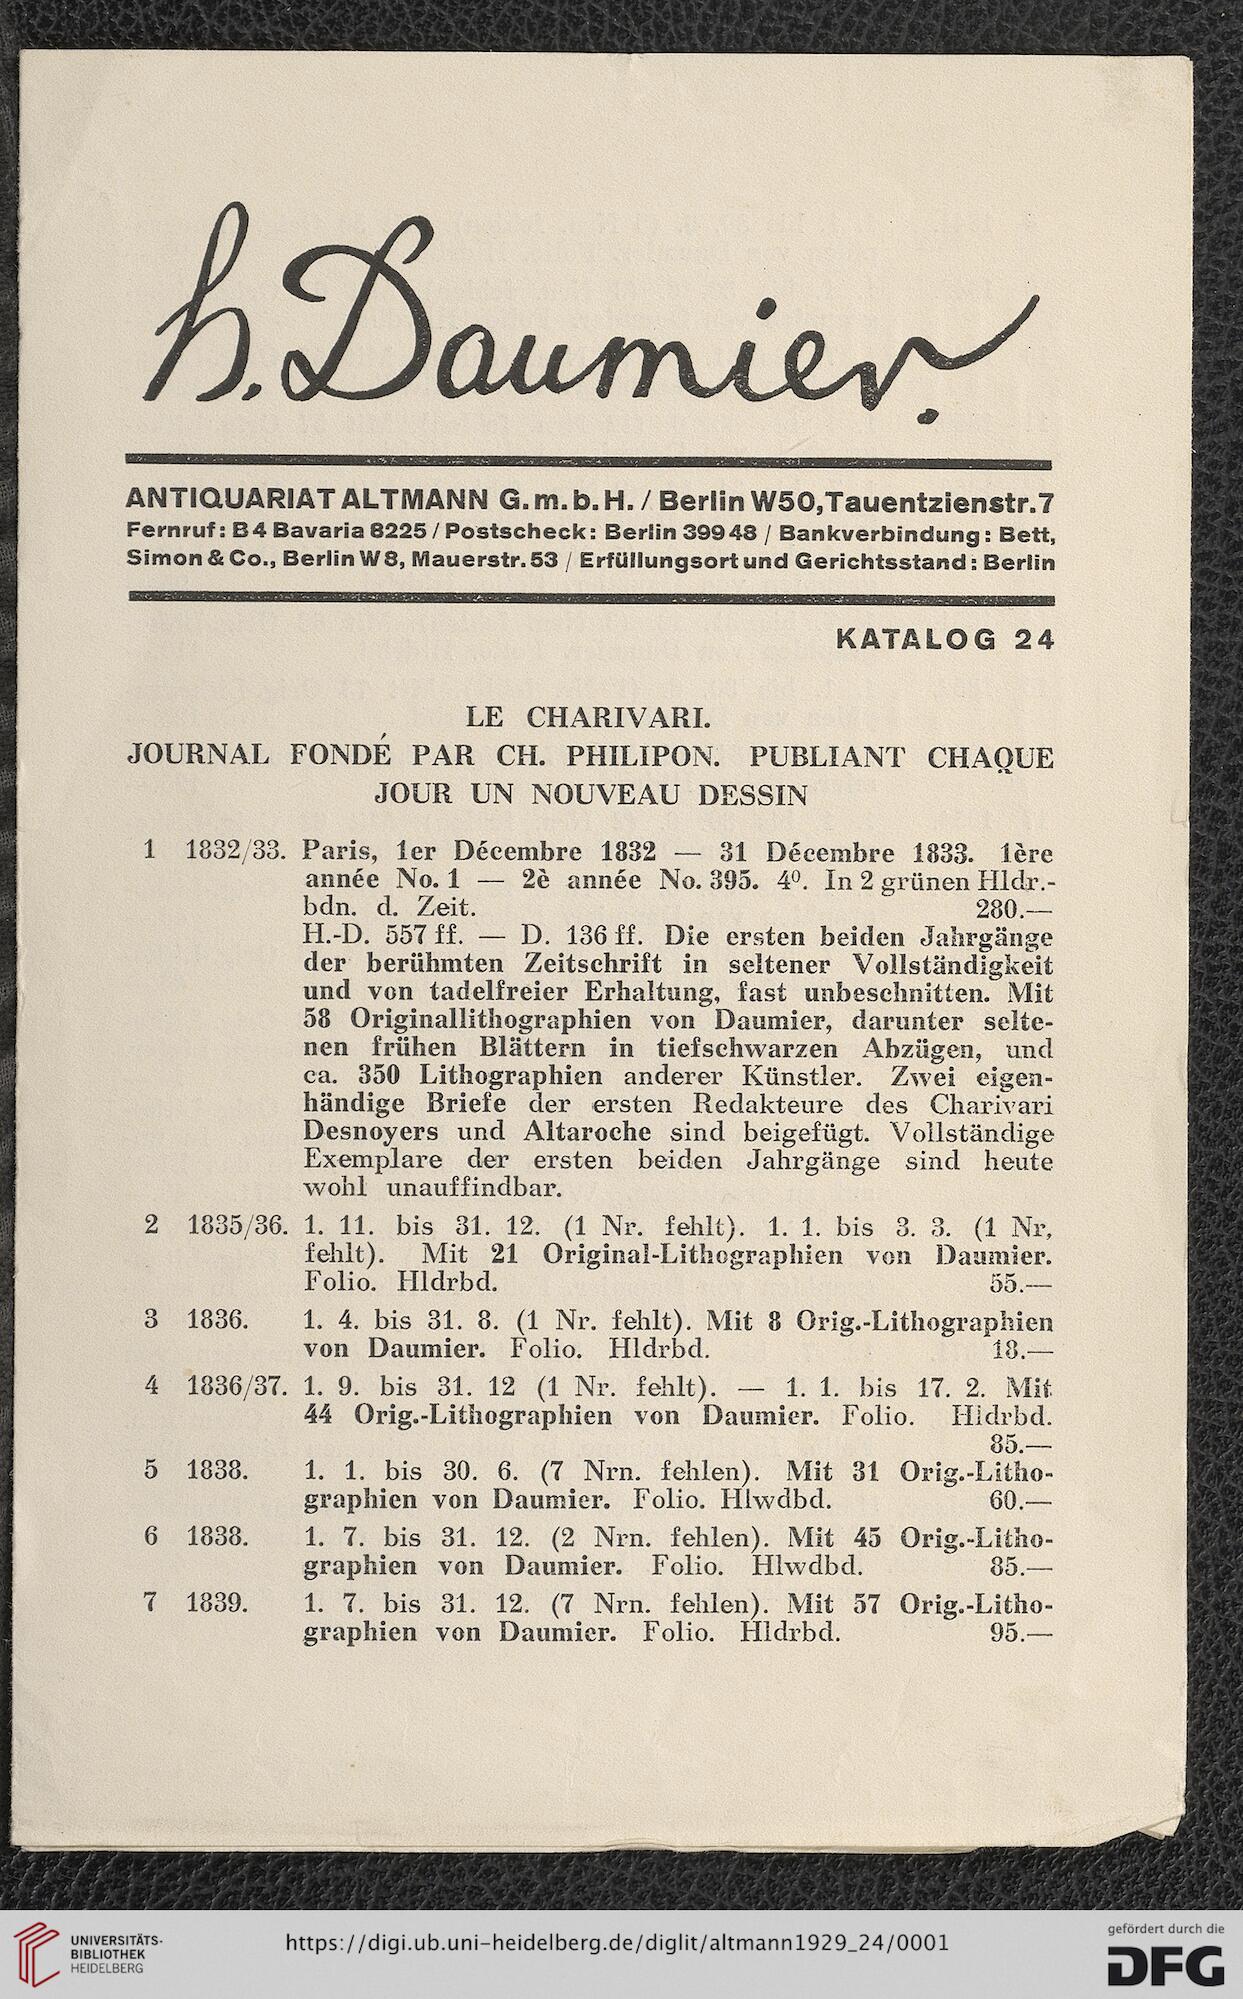 h. Daumier.
ANTIQUARIAT ALTMANN G.m.b.H. / Berlin W50, Tauentzienstr. 7
Fernruf: B4 Bavaria 8225 / Postscheck: Berlin 39948 / Bankverbindung: Bett,
Simon & Co., Berlin W8, Mauerstr. 53 / Erfüllungsort und Gerichtsstand: Berlin
KATALOG 24
LE CHARIVARI.
JOURNAL FONDÉ PAR CH. PHILIPON. PUBLIANT CHAQUE
JOUR UN NOUVEAU DESSIN
1 1832/33. Paris, 1er Décembre 1832 — 31 Décembre 1833. 1ère
année No. 1 — 2è année No. 395. 4⁰. In 2 grünen Hldr.-
bdn. d. Zeit. 280.—
H.-D. 557 ff. — D. 136 ff. Die ersten beiden Jahrgänge
der berühmten Zeitschrift in seltener Vollständigkeit
und von tadelfreier Erhaltung, fast unbeschnitten. Mit
58 Originallithographien von Daumier, darunter selte-
nen frühen Blättern in tiefschwarzen Abzügen, und
ca. 350 Lithographien anderer Künstler. Zwei eigen-
händige Briefe der ersten Redakteure des Charivari
Desnoyers und Altaroche sind beigefügt. Vollständige
Exemplare der ersten beiden Jahrgänge sind heute
wohl unauffindbar.
2 1835/36. 1. 11. bis 31. 12. (1 Nr. fehlt). 1. 1. bis 3. 3. (1 Nr,
fehlt). Mit 21 Original-Lithographien von Daumier.
Folio. Hldrbd. 55.—
3 1836. 1. 4. bis 31. 8. (1 Nr. fehlt). Mit 8 Orig.-Lithographien
von Daumier. Folio. Hldrbd. 18.—
4 1836/37. 1. 9. bis 31. 12 (1 Nr. fehlt). — 1. 1. bis 17. 2. Mit
44 Orig.-Lithographien von Daumier. Folio. Hldrbd.
85.—
5 1838. 1. 1. bis 30. 6. (7 Nrn. fehlen). Mit 31 Orig.-Litho-
graphien von Daumier. Folio. Hlwdbd. 60.—
6 1838. 1. 7. bis 31. 12. (2 Nrn. fehlen). Mit 45 Orig.-Litho-
graphien von Daumier. Folio. Hlwdbd. 85.—
7 1839. 1. 7. bis 31. 12. (7 Nrn. fehlen). Mit 57 Orig.-Litho-
graphien von Daumier. Folio. Hldrbd. 95.—
UNIVERSITÄTS-
BIBLIOTHEK
HEIDELBERG
https://digi.ub.uni-heidelberg.de/diglit/altmann1929_24/0001
gefördert durch die
DFG